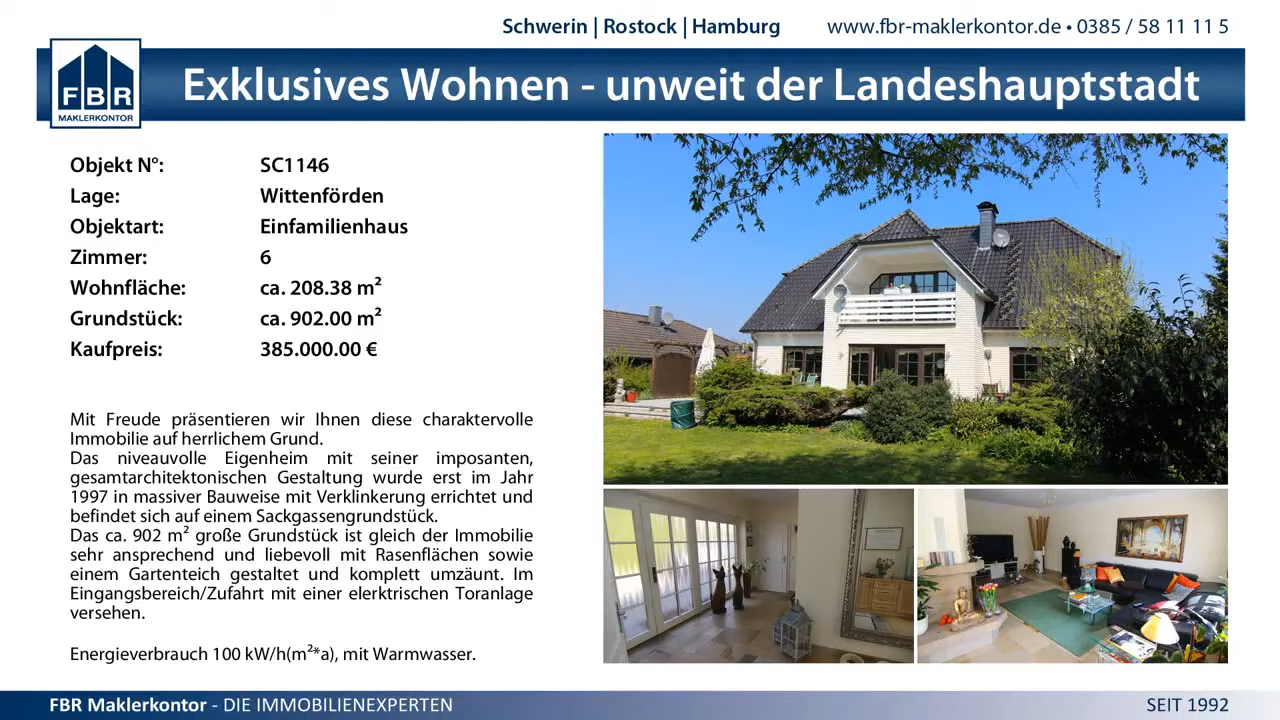 Schwerin | Rostock | Hamburg www.fbr-maklerkontor.de • 0385 / 58 11 11 5
FBR
MAKLERKONTOR
Exklusives Wohnen - unweit der Landeshauptstadt
Objekt N°: SC1146
Lage: Wittenförden
Objektart: Einfamilienhaus
Zimmer: 6
Wohnfläche: ca. 208.38 m²
Grundstück: ca. 902.00 m²
Kaufpreis: 385.000.00 €
Mit Freude präsentieren wir Ihnen diese charaktervolle
Immobilie auf herrlichem Grund.
Das niveauvolle Eigenheim mit seiner imposanten,
gesamtarchitektonischen Gestaltung wurde erst im Jahr
1997 in massiver Bauweise mit Verklinkerung errichtet und
befindet sich auf einem Sackgassengrundstück.
Das ca. 902 m² große Grundstück ist gleich der Immobilie
sehr ansprechend und liebevoll mit Rasenflächen sowie
einem Gartenteich gestaltet und komplett umzäunt. Im
Eingangsbereich/Zufahrt mit einer elerktrischen Toranlage
versehen.
Energieverbrauch 100 kW/h(m²*a), mit Warmwasser.
FBR Maklerkontor - DIE IMMOBILIENEXPERTEN SEIT 1992